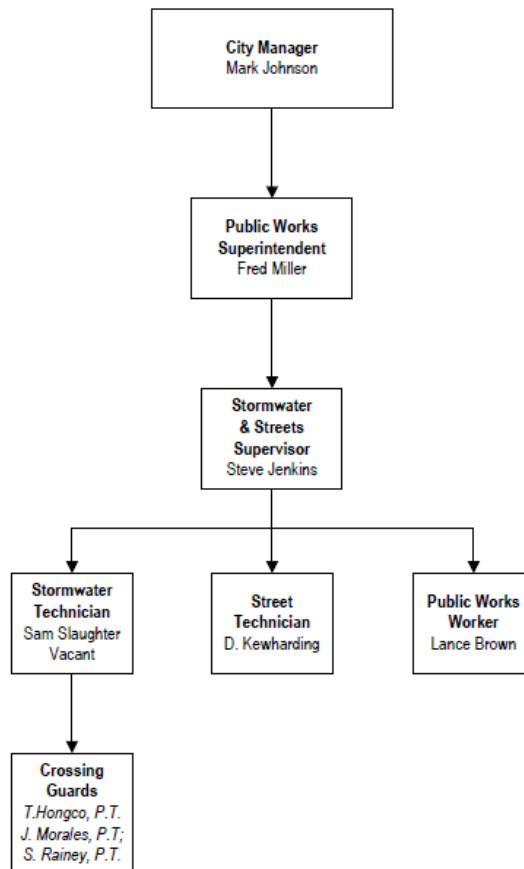 City Manager
Mark Johnson
Public Works
Superintendent
Fred Miller
Stormwater
& Streets
Supervisor
Steve Jenkins
Stormwater
Technician
Sam Slaughter
Vacant
Street
Technician
D. Kewharding
Public Works
Worker
Lance Brown
Crossing
Guards
T.Hongco, P.T.
J. Morales, P.T;
S. Rainey, P.T.